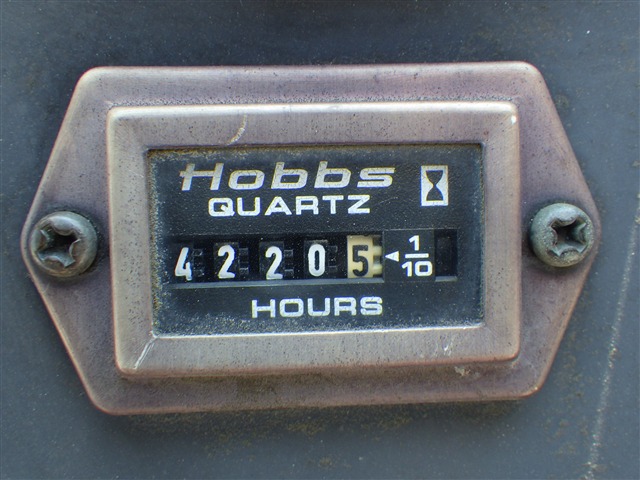 Hobbs
QUARTZ
42205 ◄ 1/10
HOURS